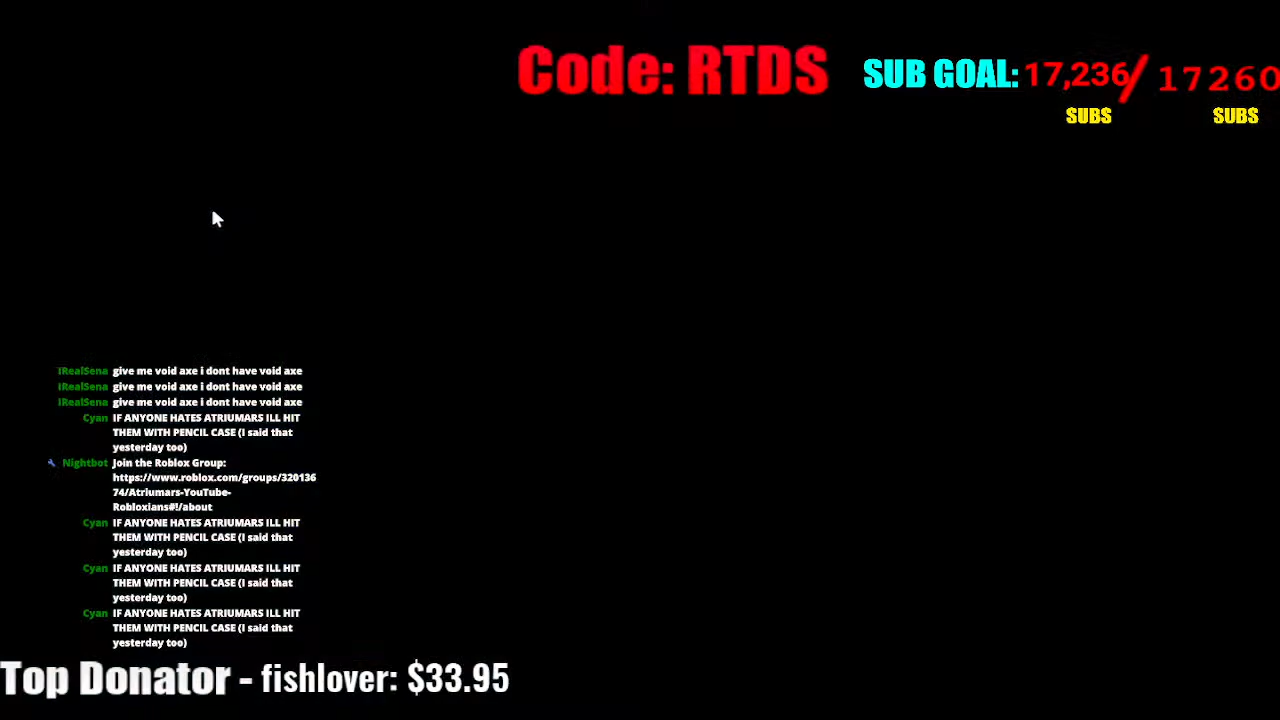 Code: RTDS
SUB GOAL: 17,236/ 17260
SUBS SUBS
IRealSena give me void axe i dont have void axe
IRealSena give me void axe i dont have void axe
IRealSena give me void axe i dont have void axe
Cyan IF ANYONE HATES ATRIUMARS ILL HIT
THEM WITH PENCIL CASE (I said that
yesterday too)
Nightbot Join the Roblox Group:
https://www.roblox.com/groups/320136
74/Atriumars-YouTube-
Robloxians#!/about
Cyan IF ANYONE HATES ATRIUMARS ILL HIT
THEM WITH PENCIL CASE (I said that
yesterday too)
Cyan IF ANYONE HATES ATRIUMARS ILL HIT
THEM WITH PENCIL CASE (I said that
yesterday too)
Cyan IF ANYONE HATES ATRIUMARS ILL HIT
THEM WITH PENCIL CASE (I said that
yesterday too)
Top Donator - fishlover: $33.95